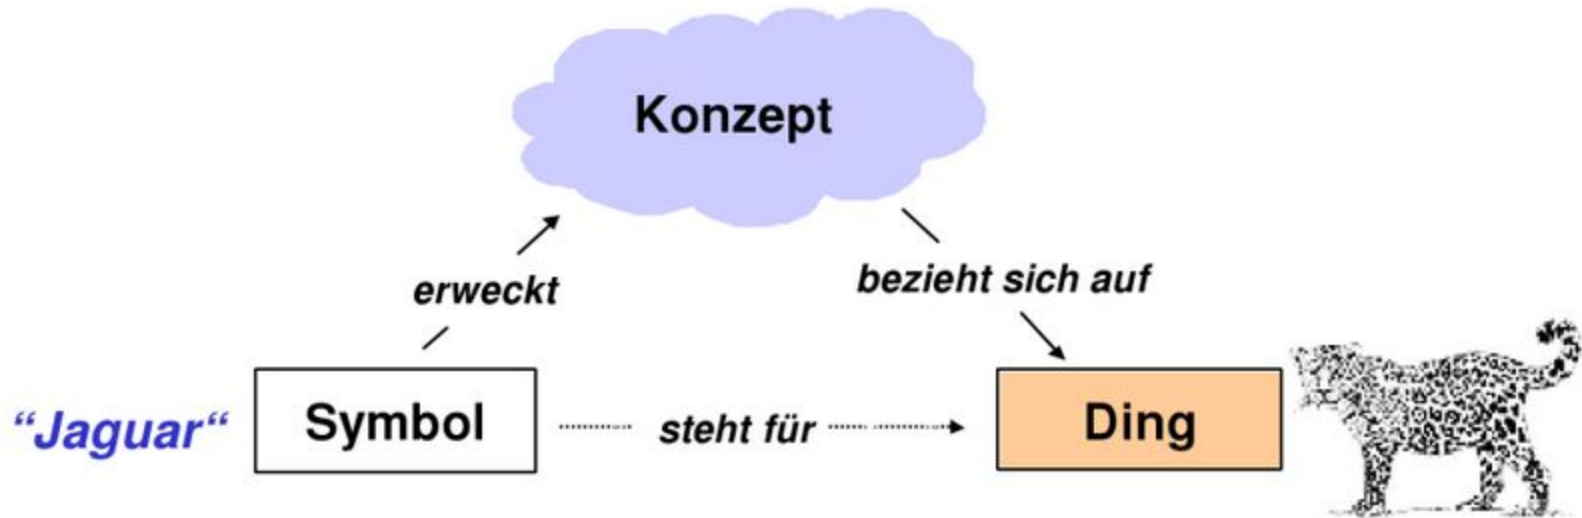 Konzept
erweckt
bezieht sich auf
“Jaguar“
Symbol
steht für
Ding